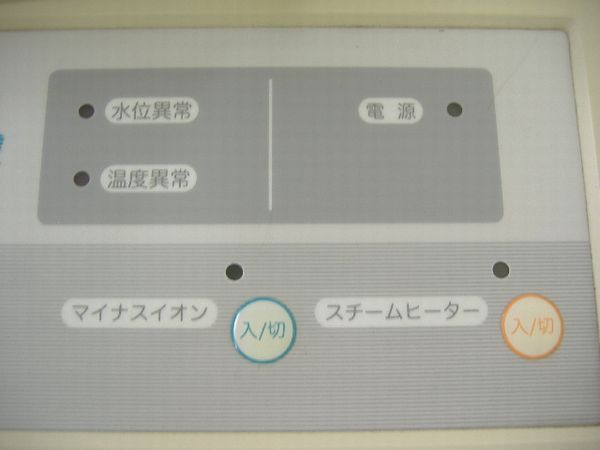 水位異常
電源
温度異常
マイナスイオン
入/切
スチームヒーター
入/切